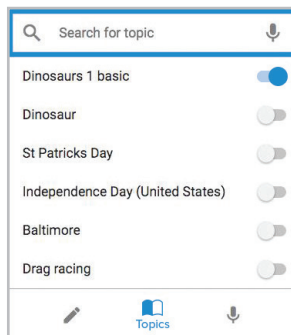 Search for topic
Dinosaurs 1 basic
Dinosaur
St Patricks Day
Independence Day (United States)
Baltimore
Drag racing
Topics